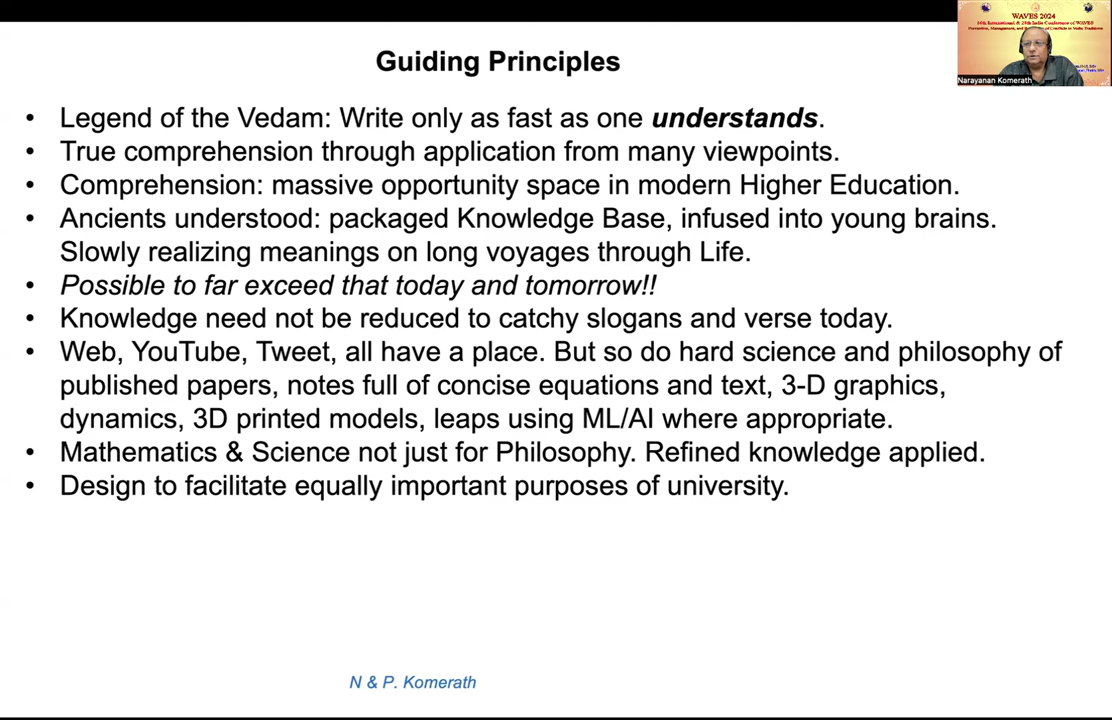 Guiding Principles
• Legend of the Vedam: Write only as fast as one understands.
• True comprehension through application from many viewpoints.
• Comprehension: massive opportunity space in modern Higher Education.
• Ancients understood: packaged Knowledge Base, infused into young brains.
Slowly realizing meanings on long voyages through Life.
• Possible to far exceed that today and tomorrow!!
• Knowledge need not be reduced to catchy slogans and verse today.
• Web, YouTube, Tweet, all have a place. But so do hard science and philosophy of
published papers, notes full of concise equations and text, 3-D graphics,
dynamics, 3D printed models, leaps using ML/AI where appropriate.
• Mathematics & Science not just for Philosophy. Refined knowledge applied.
• Design to facilitate equally important purposes of university.
N & P. Komerath
WAVES 2024
Narayanan Komerath